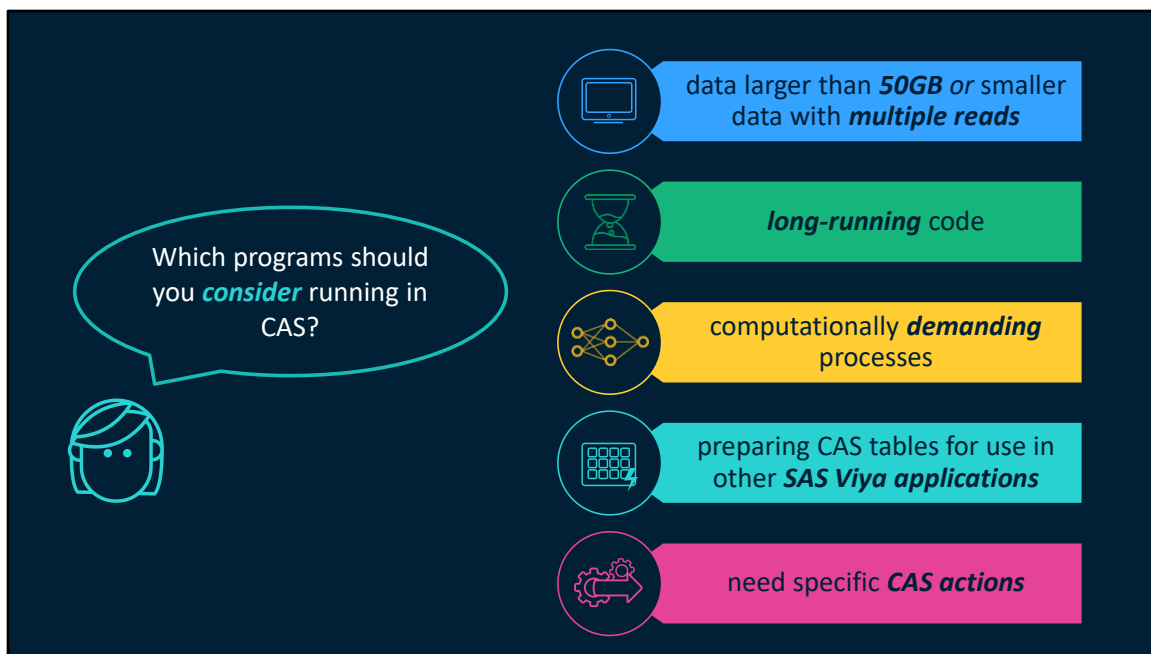 Which programs should
you consider running in
CAS?
data larger than 50GB or smaller
data with multiple reads
long-running code
computationally demanding
processes
preparing CAS tables for use in
other SAS Viya applications
need specific CAS actions